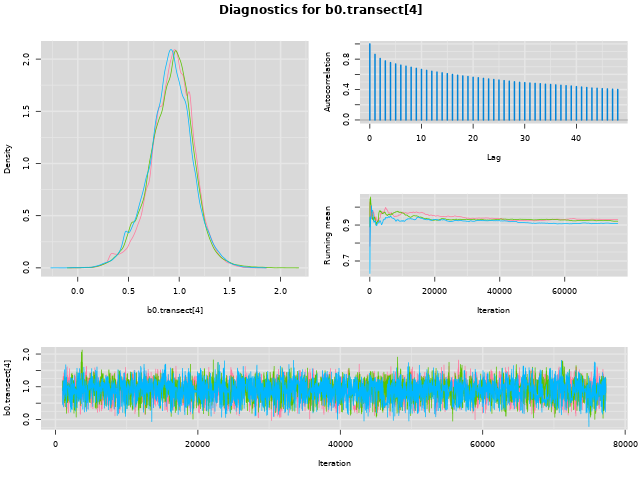 Diagnostics for b0.transect[4]
Density
0.0
0.5
1.0
1.5
2.0
0.0 0.5 1.0 1.5 2.0
b0.transect[4]
Autocorrelation
0.0
0.4
0.8
0 10 20 30 40
Lag
Running mean
0.7
0.9
0 20000 40000 60000
Iteration
b0.transect[4]
0.0
1.0
2.0
0 20000 40000 60000 80000
Iteration